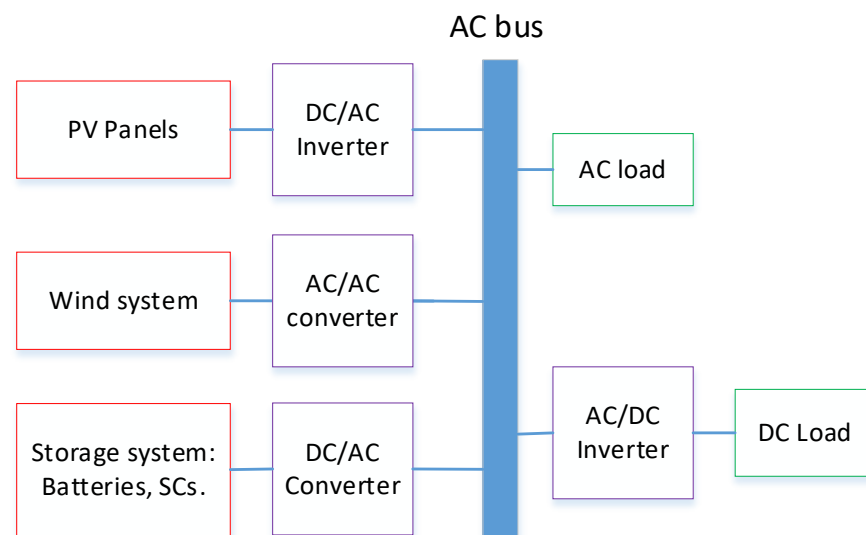 AC bus
PV Panels
DC/AC
Inverter
AC load
Wind system
AC/AC
converter
Storage system:
Batteries, SCs.
DC/AC
Converter
AC/DC
Inverter
DC Load